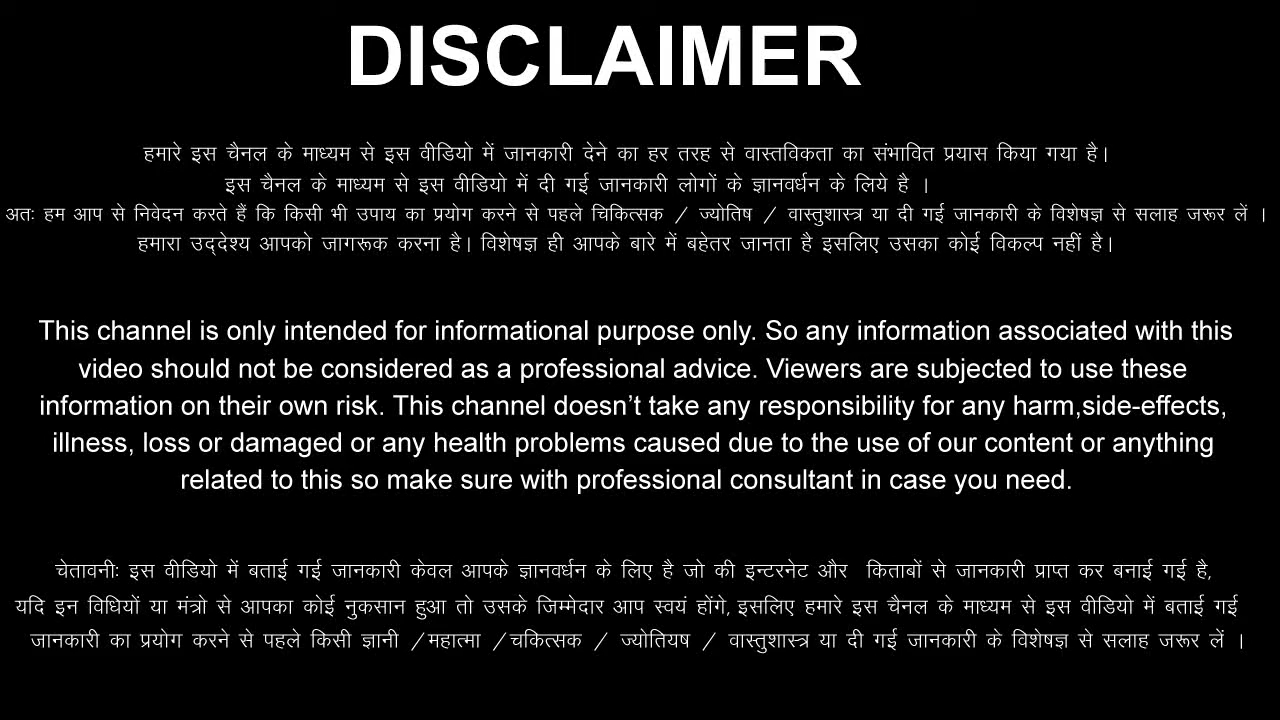 DISCLAIMER
हमारे इस चैनल के माध्यम से इस वीडियो में जानकारी देने का हर तरह से वास्तविकता का संभावित प्रयास किया गया है।
इस चैनल के माध्यम से इस वीडियो में दी गई जानकारी लोगों के ज्ञानवर्धन के लिये है ।
अतः हम आप से निवेदन करते हैं कि किसी भी उपाय का प्रयोग करने से पहले चिकित्सक / ज्योतिष / वास्तुशास्त्र या दी गई जानकारी के विशेषज्ञ से सलाह जरूर लें ।
हमारा उद्देश्य आपको जागरूक करना है। विशेषज्ञ ही आपके बारे में बहेतर जानता है इसलिए उसका कोई विकल्प नहीं है।
This channel is only intended for informational purpose only. So any information associated with this
video should not be considered as a professional advice. Viewers are subjected to use these
information on their own risk. This channel doesn’t take any responsibility for any harm,side-effects,
illness, loss or damaged or any health problems caused due to the use of our content or anything
related to this so make sure with professional consultant in case you need.
चेतावनीः इस वीडियो में बताई गई जानकारी केवल आपके ज्ञानवर्धन के लिए है जो की इन्टरनेट और किताबों से जानकारी प्राप्त कर बनाई गई है,
यदि इन विधियों या मंत्रो से आपका कोई नुकसान हुआ तो उसके जिम्मेदार आप स्वयं होंगे, इसलिए हमारे इस चैनल के माध्यम से इस वीडियो में बताई गई
जानकारी का प्रयोग करने से पहले किसी ज्ञानी /महात्मा /चकित्सक / ज्योतियष / वास्तुशास्त्र या दी गई जानकारी के विशेषज्ञ से सलाह जरूर लें ।